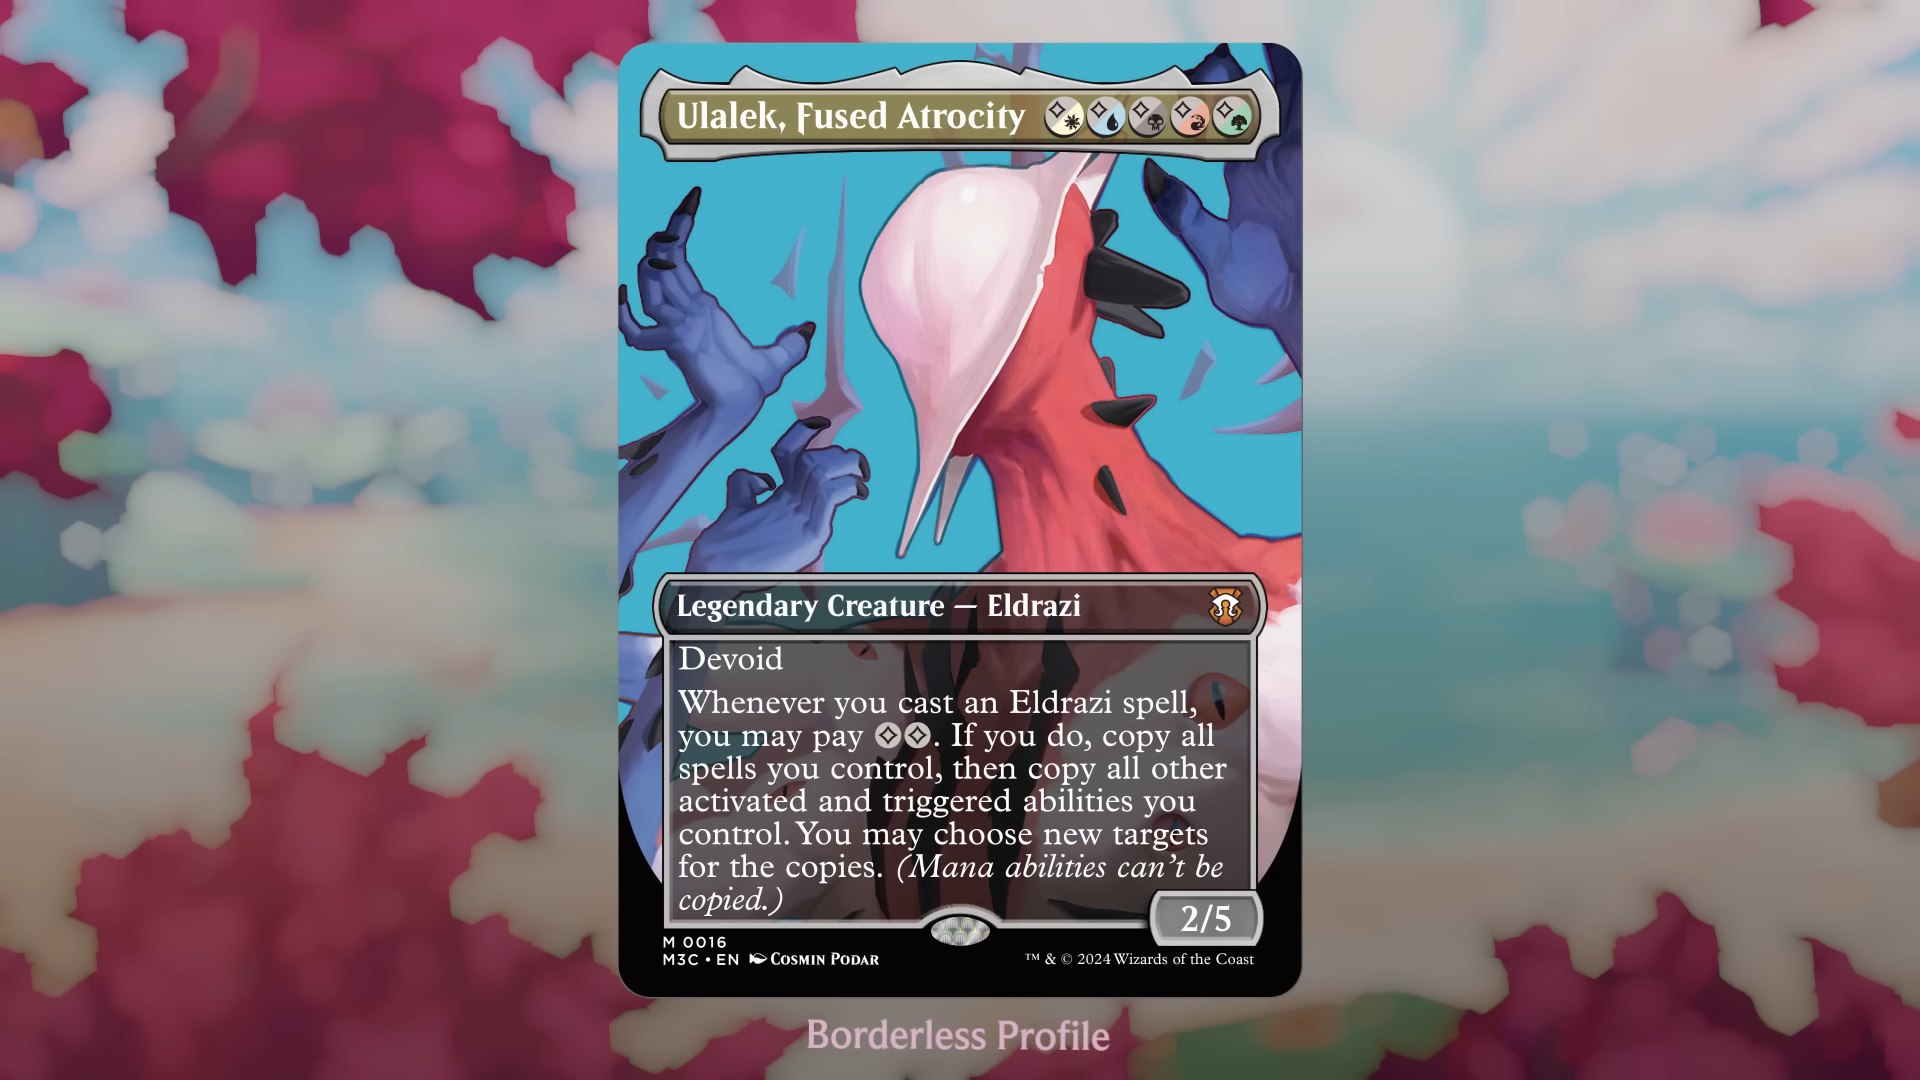 Ulalek, Fused Atrocity
Legendary Creature — Eldrazi
Devoid
Whenever you cast an Eldrazi spell,
you may pay . If you do, copy all
spells you control, then copy all other
activated and triggered abilities you
control. You may choose new targets
for the copies. (Mana abilities can't be
copied.)
2/5
M 0016
M3C • EN Cosmin Podar
™ & © 2024 Wizards of the Coast
Borderless Profile